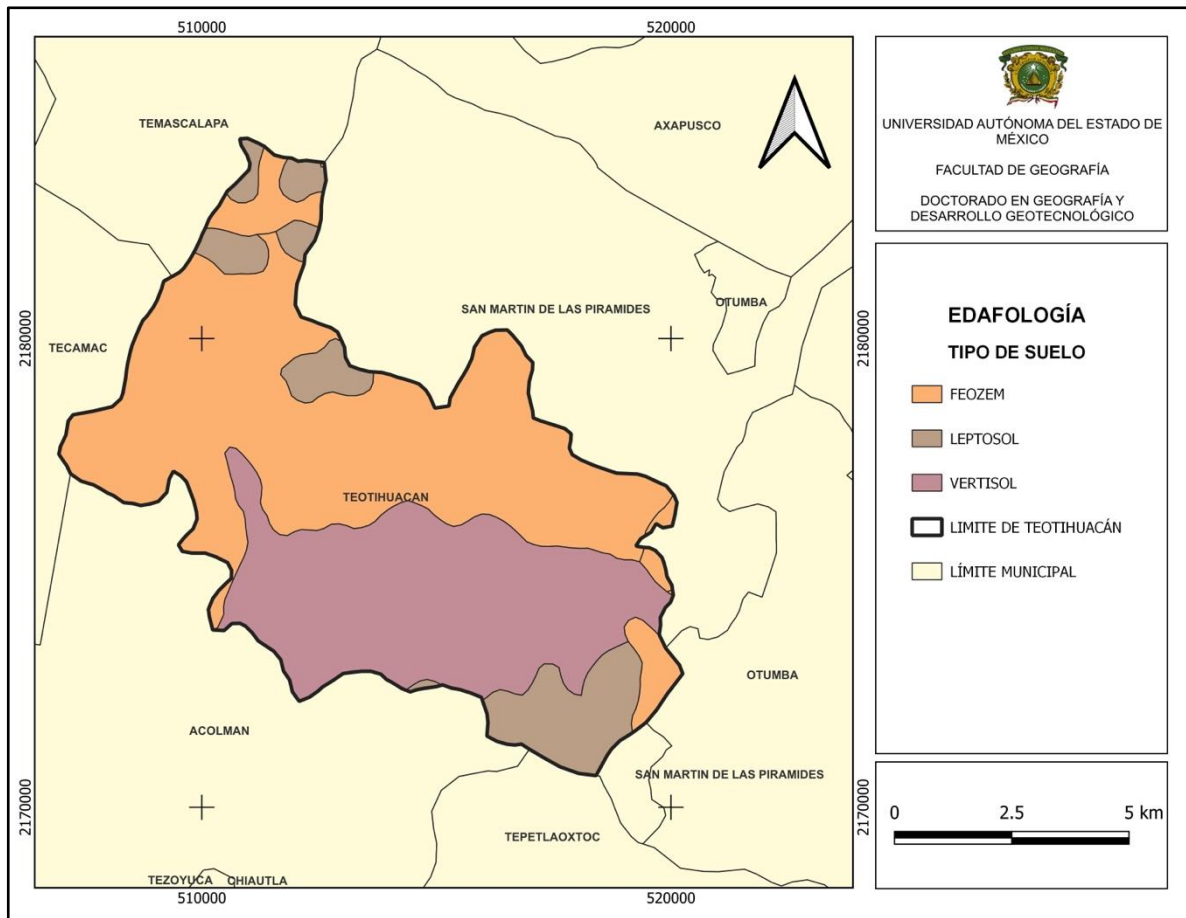 510000
520000
TEMASCALAPA
AXAPUSCO
OTUMBA
SAN MARTIN DE LAS PIRAMIDES
2180000
2180000
TECAMAC
TEOTIHUACAN
OTUMBA
ACOLMAN
SAN MARTIN DE LAS PIRAMIDES
2170000
2170000
TEPETLAOXTOC
TEZOYUCA
CHIAUTLA
510000
520000
UNIVERSIDAD AUTÓNOMA DEL ESTADO DE
MÉXICO
FACULTAD DE GEOGRAFÍA
DOCTORADO EN GEOGRAFÍA Y
DESARROLLO GEOTECNOLÓGICO
EDAFOLOGÍA
TIPO DE SUELO
FEOZEM
LEPTOSOL
VERTISOL
LIMITE DE TEOTIHUACÁN
LÍMITE MUNICIPAL
0 2.5 5 km